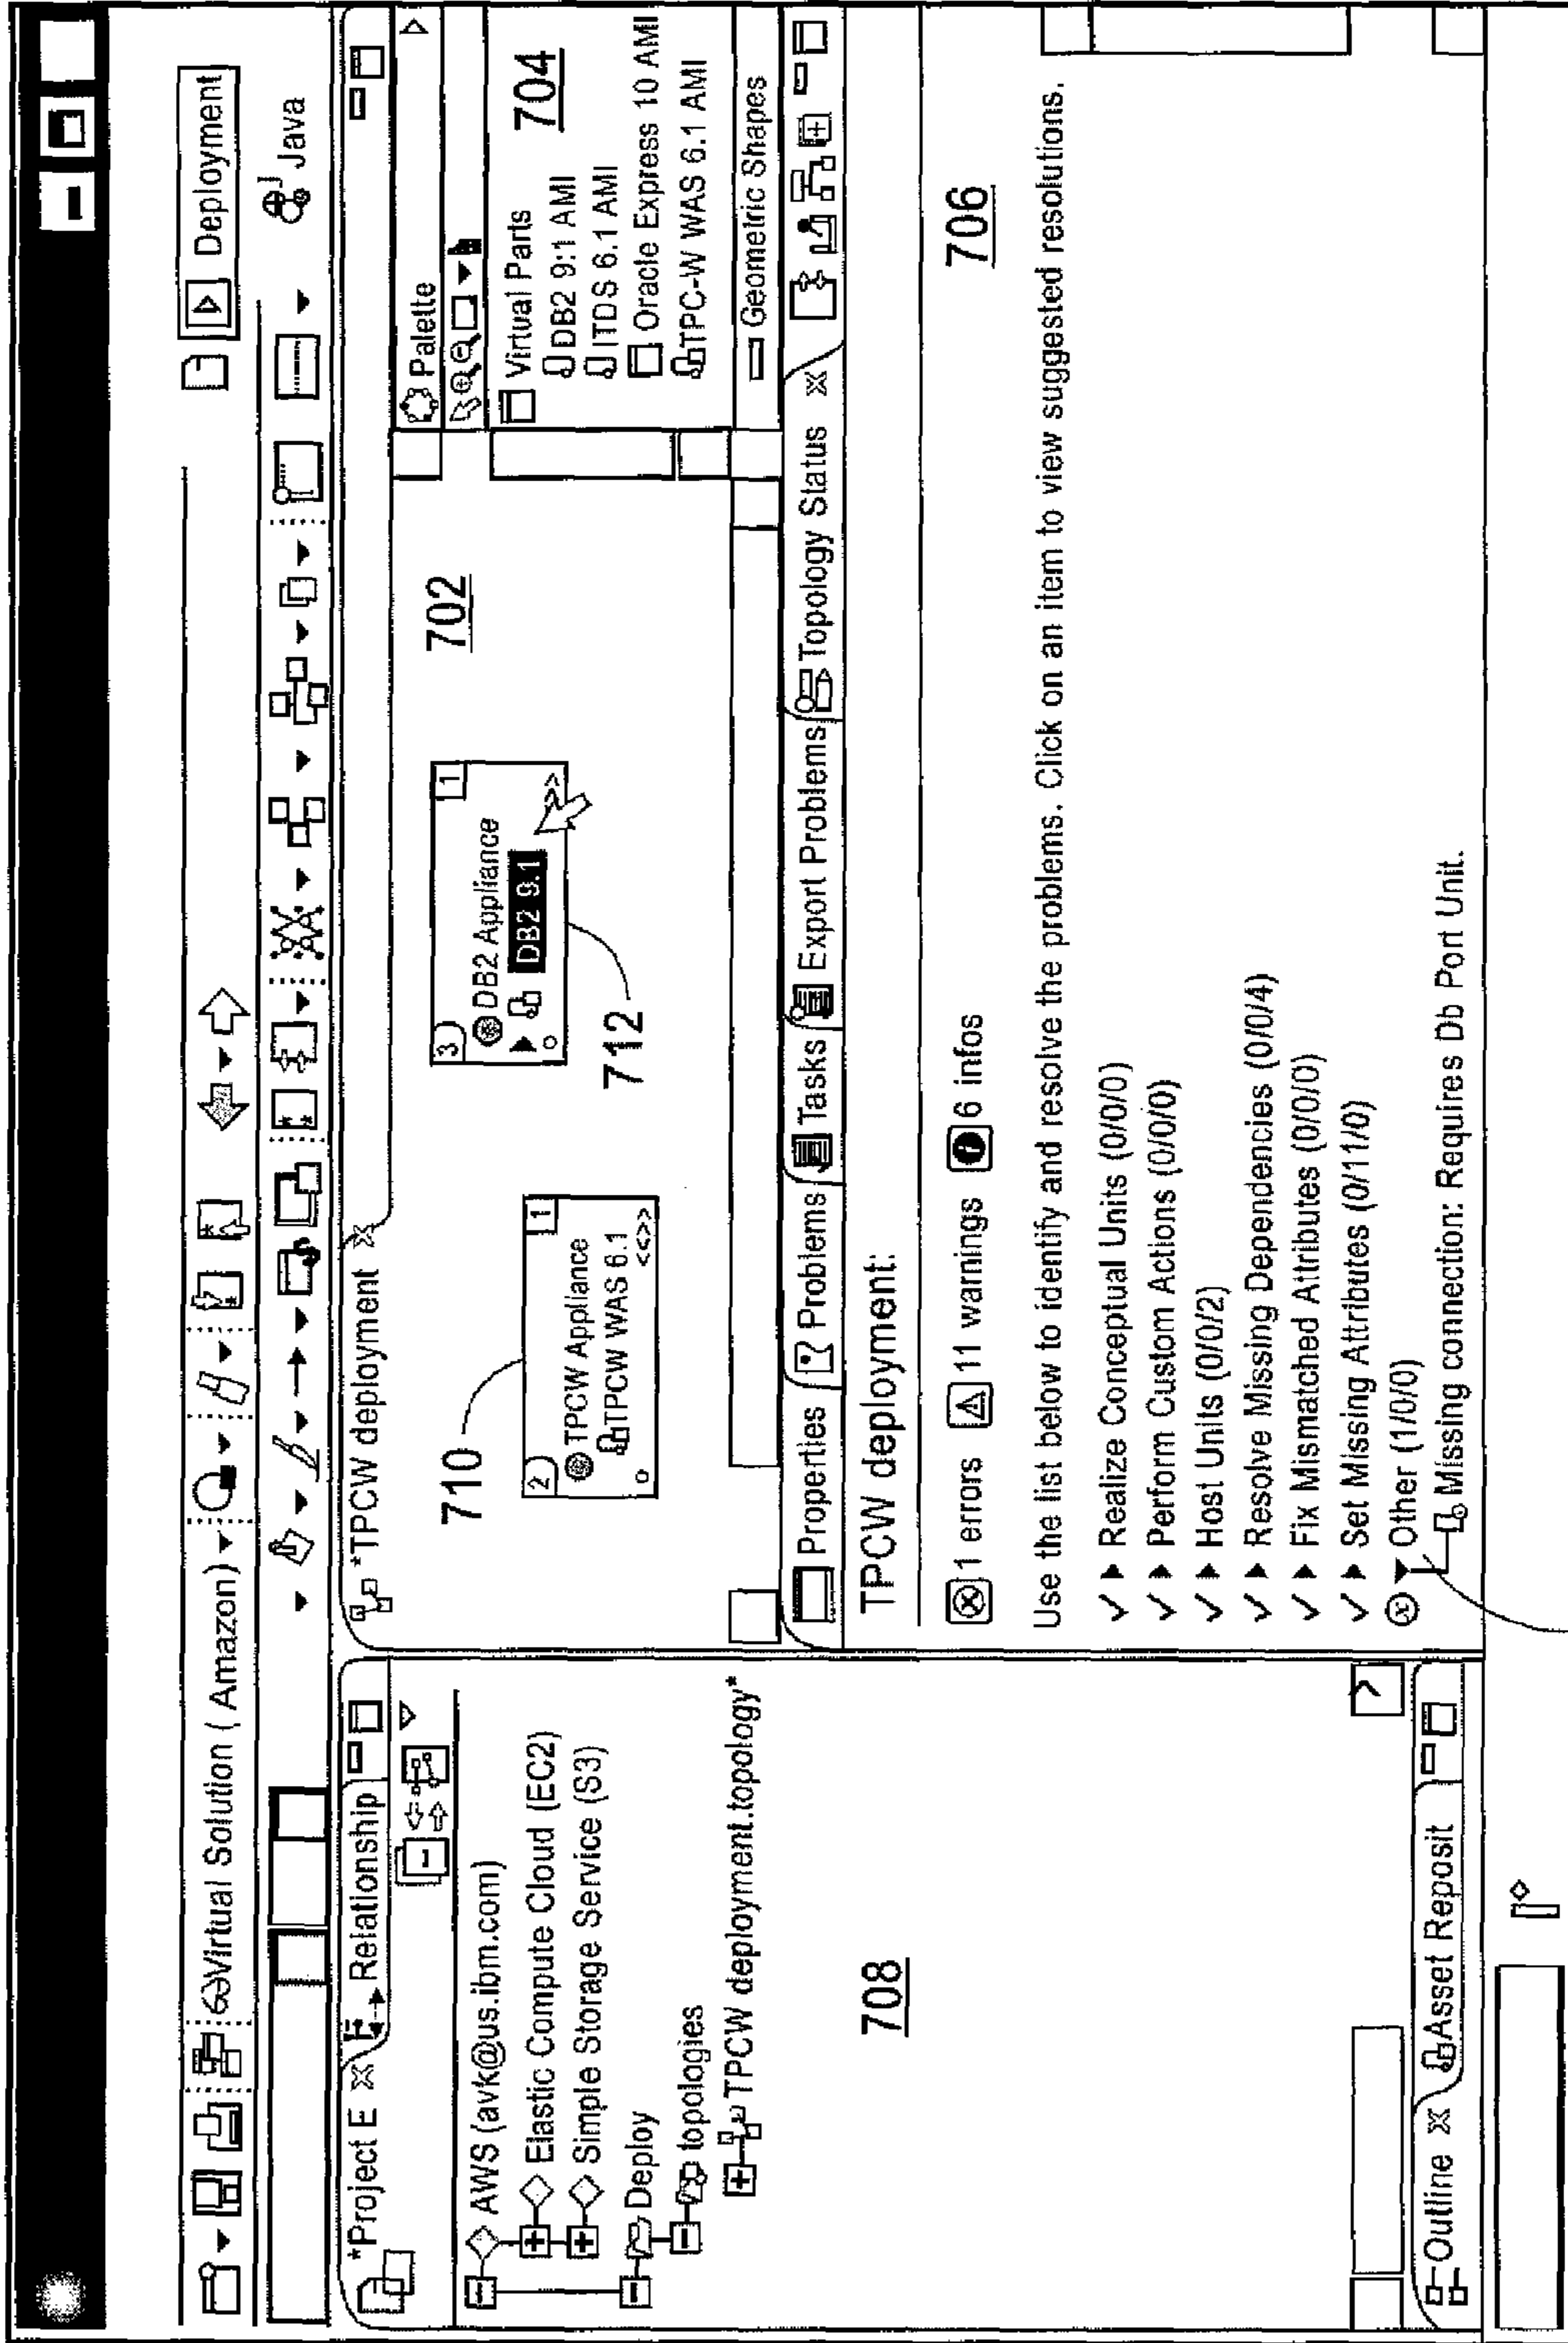 Virtual Solution ( Amazon)
Deployment
Java
*Project E
Relationship
AWS (avk@us.ibm.com)
Elastic Compute Cloud (EC2)
Simple Storage Service (S3)
Deploy
topologies
TPCW deployment.topology*
708
Outline
Asset Reposit
*TPCW deployment
710
2
1
TPCW Appliance
TPCW WAS 6.1
<<>>
702
3
1
DB2 Appliance
DB2 9.1
>>
712
Palette
Virtual Parts
704
DB2 9:1 AMI
ITDS 6.1 AMI
Oracle Express 10 AMI
TPC-W WAS 6.1 AMI
Geometric Shapes
Properties
Problems
Tasks
Export Problems
Topology Status
TPCW deployment:
706
1 errors 11 warnings 6 infos
Use the list below to identify and resolve the problems. Click on an item to view suggested resolutions.
Realize Conceptual Units (0/0/0)
Perform Custom Actions (0/0/0)
Host Units (0/0/2)
Resolve Missing Dependencies (0/0/4)
Fix Mismatched Attributes (0/0/0)
Set Missing Attributes (0/11/0)
Other (1/0/0)
Missing connection: Requires Db Port Unit.